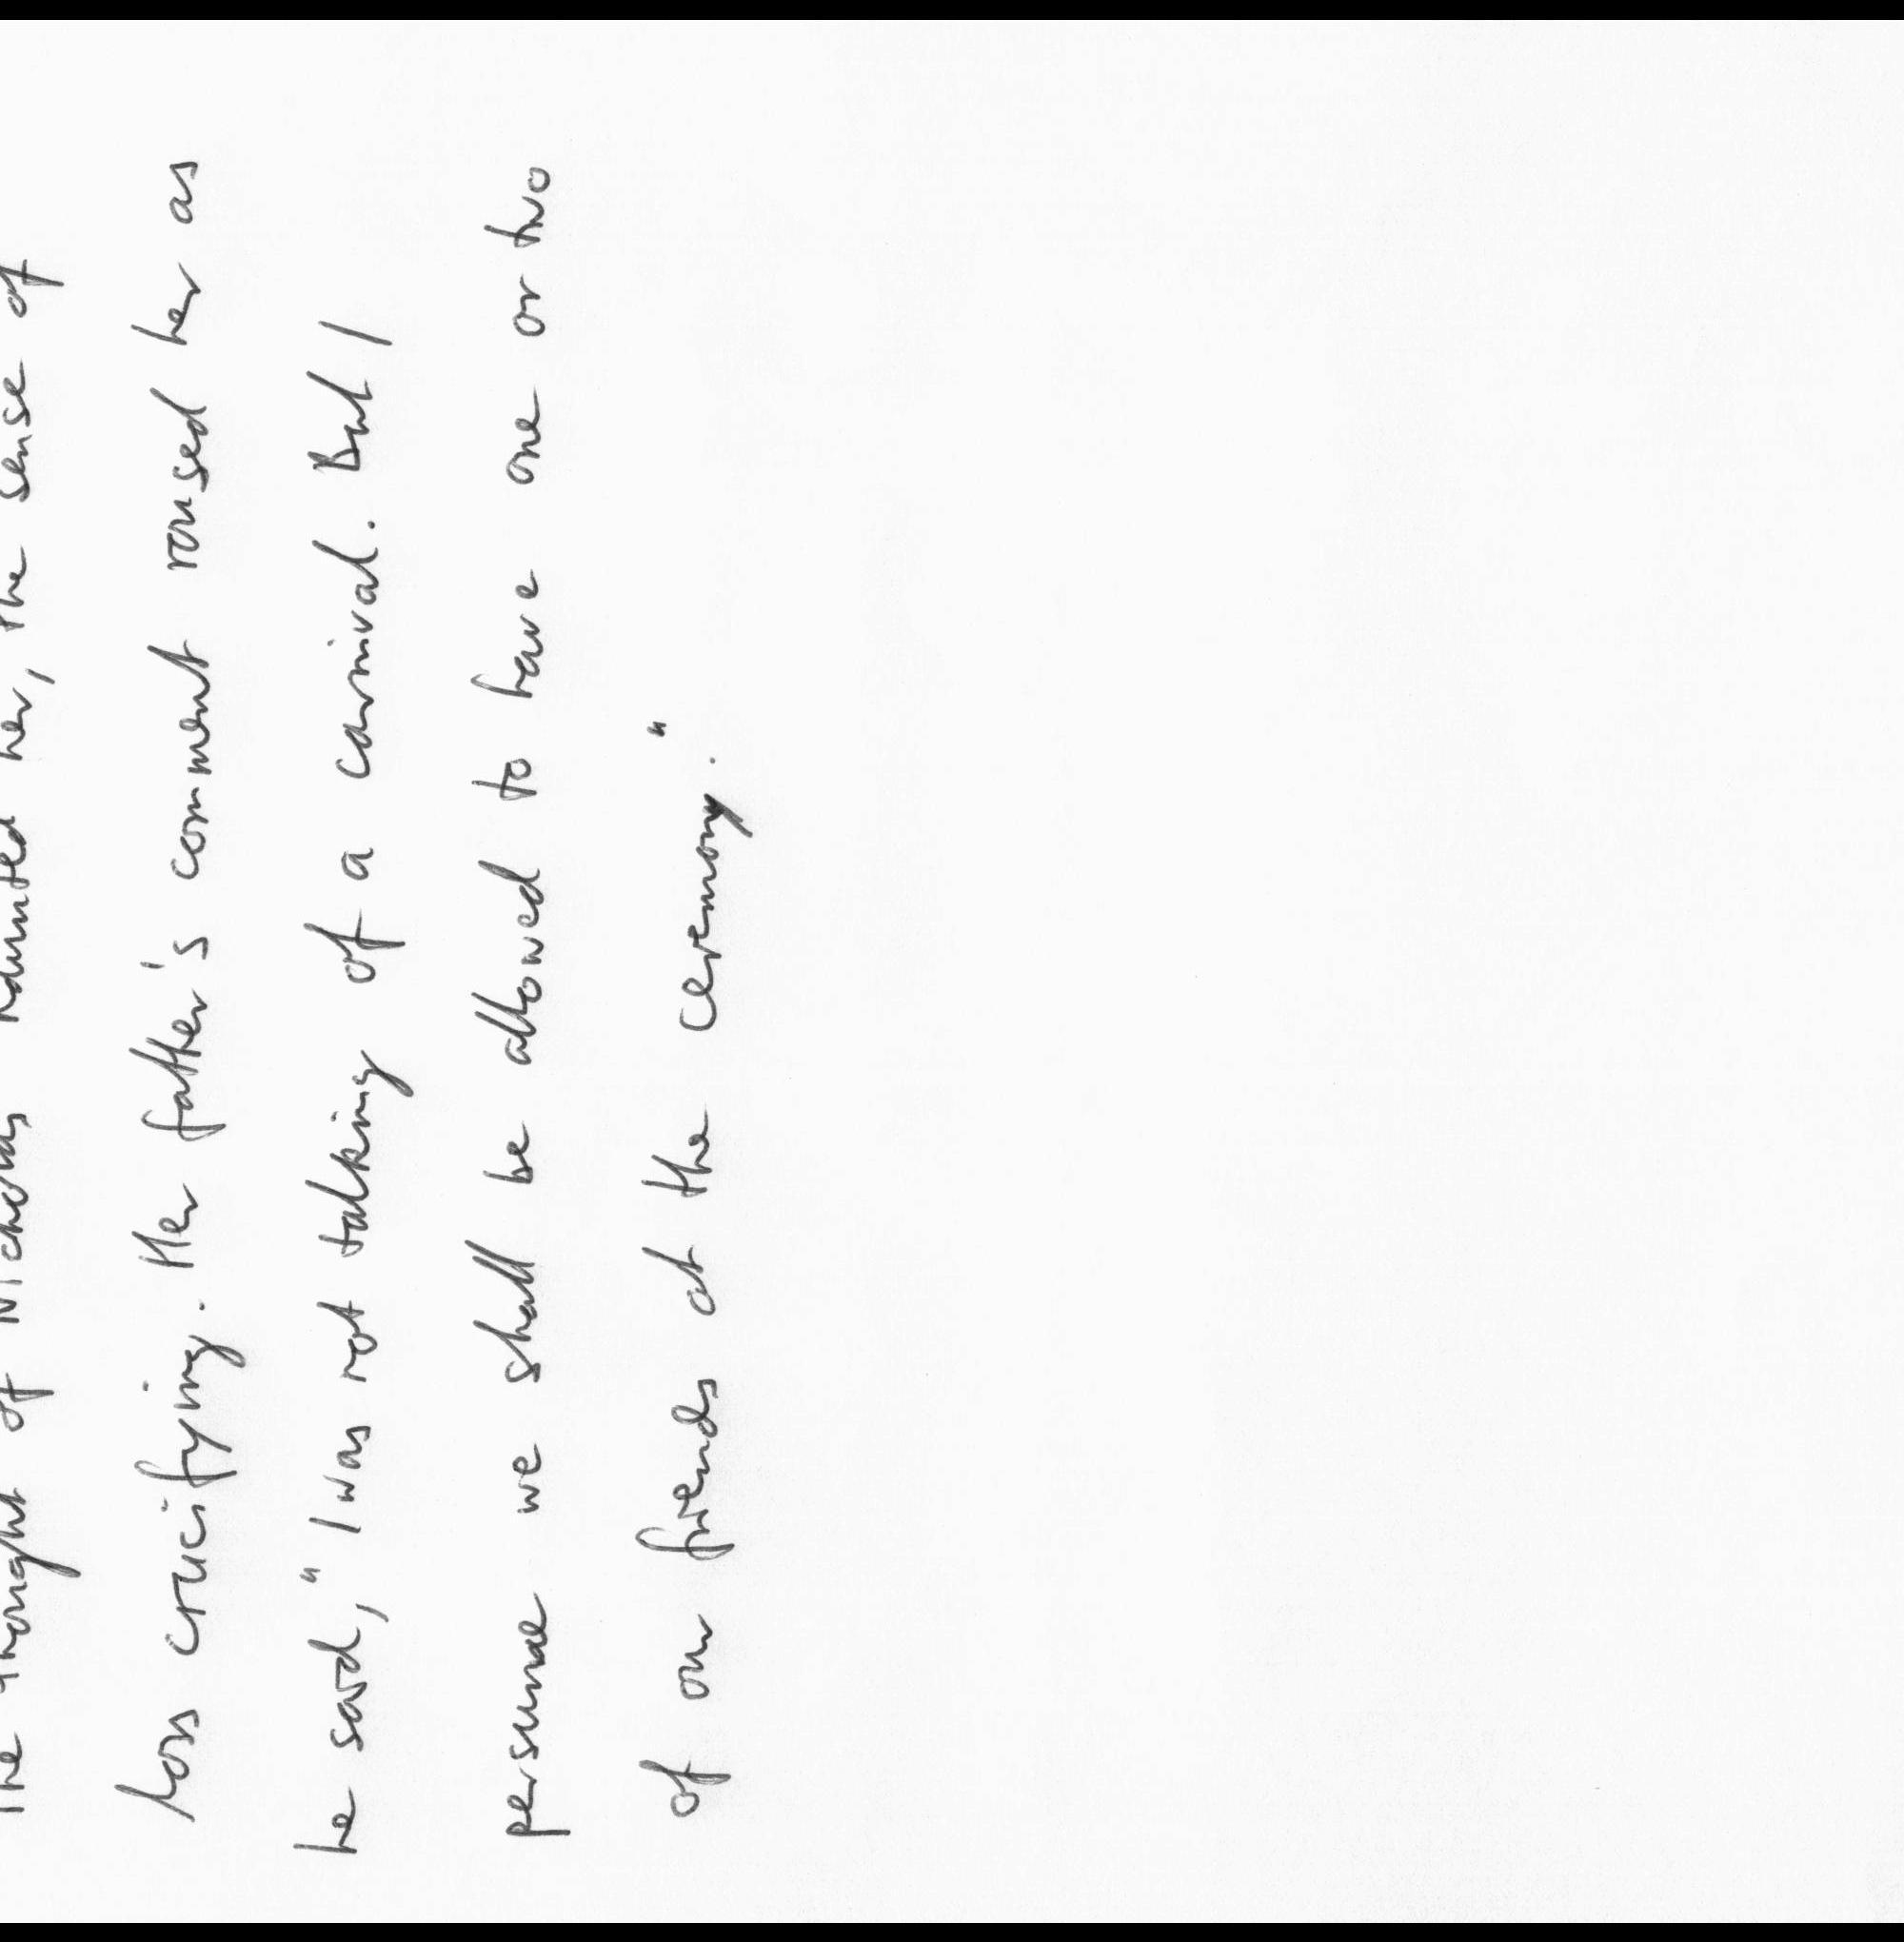 The thought of Nicholas haunted her, the sense of
loss crucifying. Her father's comment roused her as
he said, "I was not talking of a carnival. But I
persume we shall be allowed to have one or two
of our friends at the ceremony."